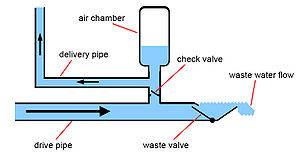 air chamber
delivery pipe
check valve
waste water flow
drive pipe
waste valve